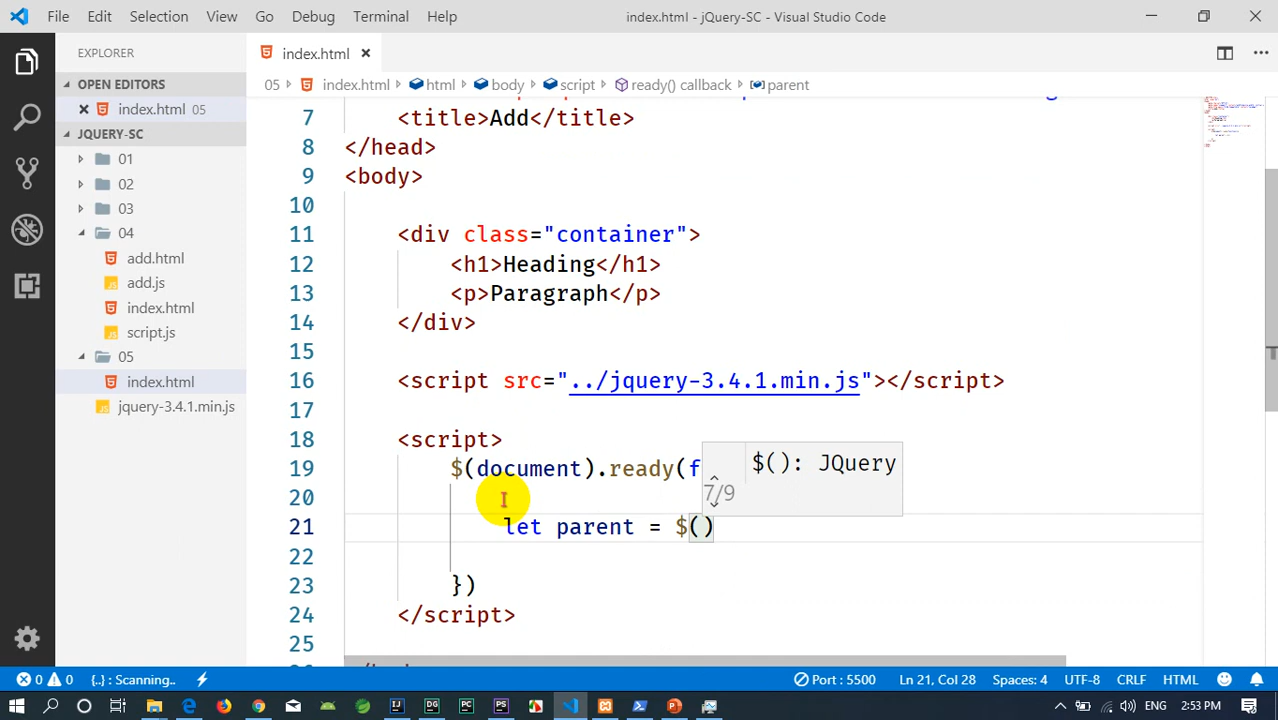 File Edit Selection View Go Debug Terminal Help
index.html - jQuery-SC - Visual Studio Code
EXPLORER
OPEN EDITORS
index.html 05
JQUERY-SC
01
02
03
04
add.html
add.js
index.html
script.js
05
index.html
jquery-3.4.1.min.js
index.html
05 index.html html body script ready() callback parent
7 <title>Add</title>
8 </head>
9 <body>
10
11 <div class="container">
12 <h1>Heading</h1>
13 <p>Paragraph</p>
14 </div>
15
16 <script src="../jquery-3.4.1.min.js"></script>
17
18 <script>
19 $(document).ready(f
$(): JQuery
7/9
20
21 let parent = $()
22
23 })
24 </script>
25
0 0 {..} : Scanning.. Port : 5500 Ln 21, Col 28 Spaces: 4 UTF-8 CRLF HTML
2:53 PM